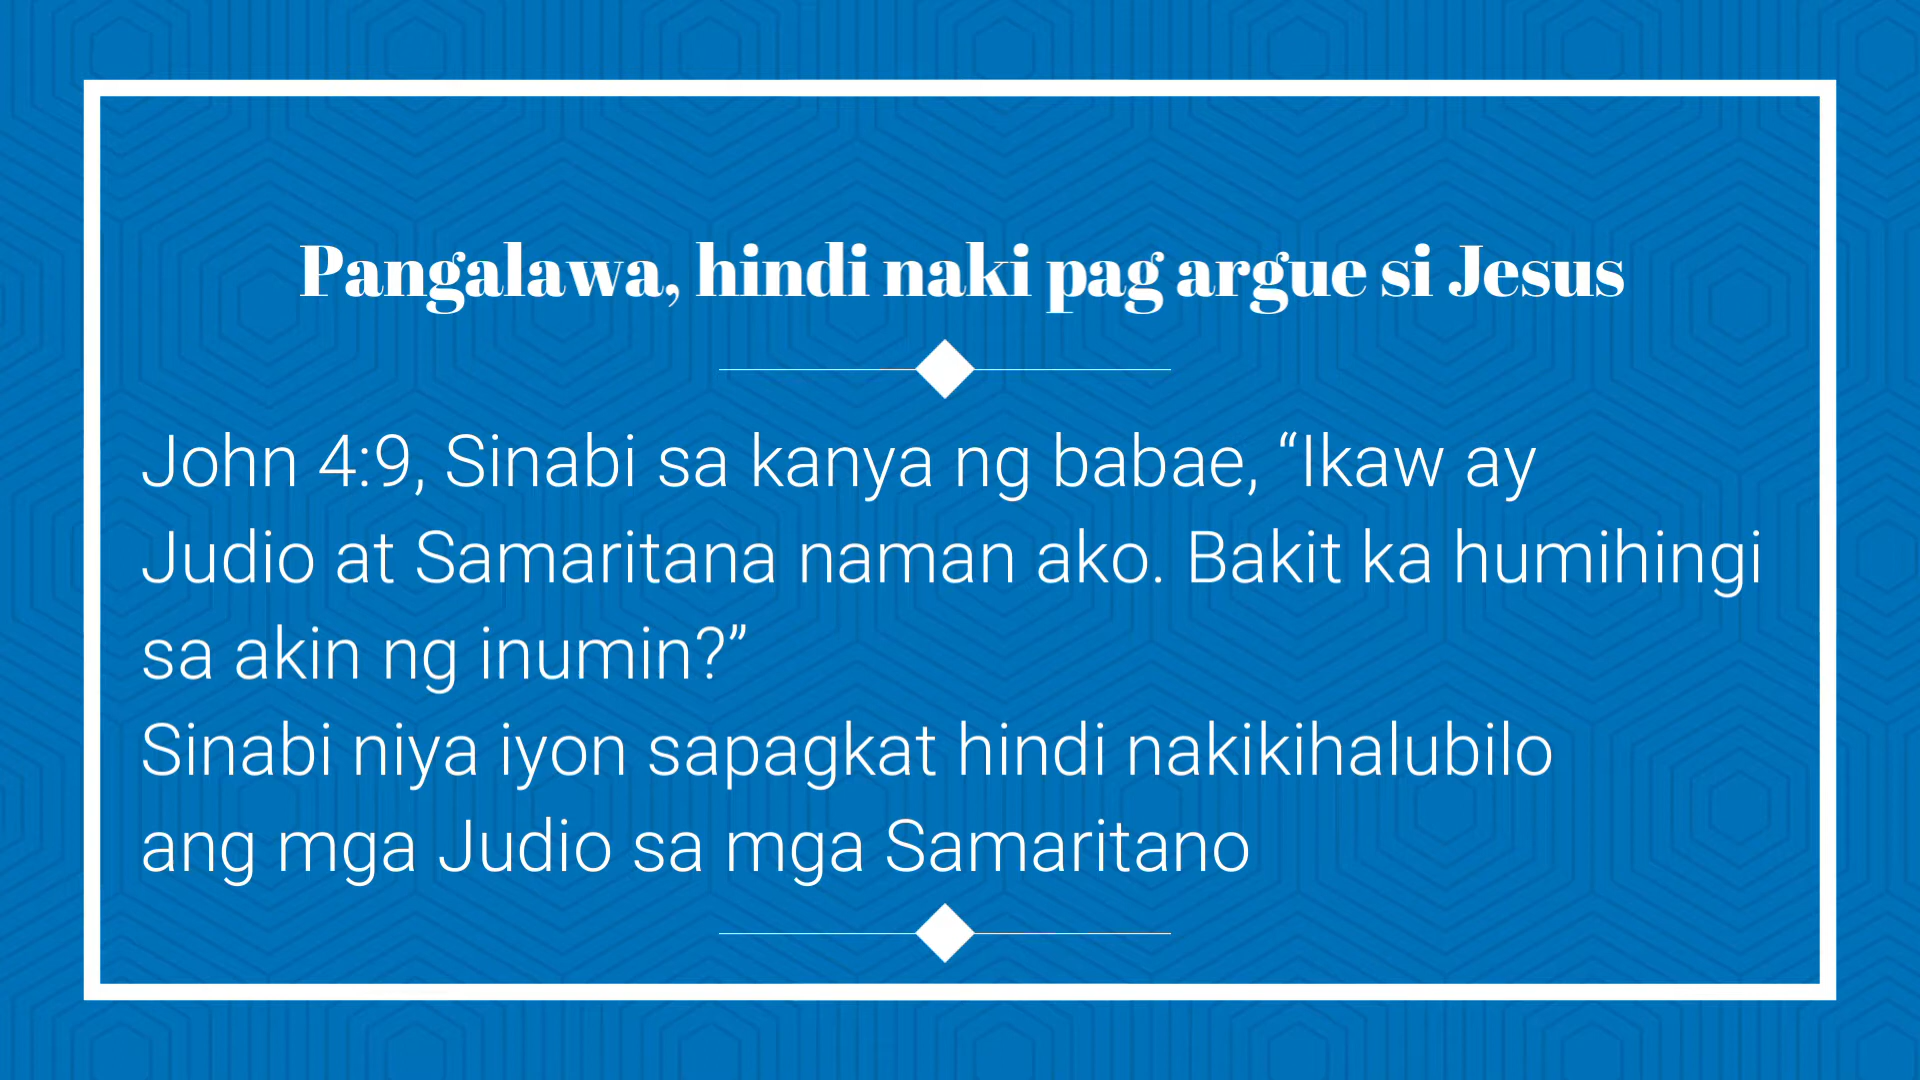 Pangalawa, hindi naki pag argue si Jesus
John 4:9, Sinabi sa kanya ng babae, “Ikaw ay
Judio at Samaritana naman ako. Bakit ka humihingi
sa akin ng inumin?”
Sinabi niya iyon sapagkat hindi nakikihalubilo
ang mga Judio sa mga Samaritano